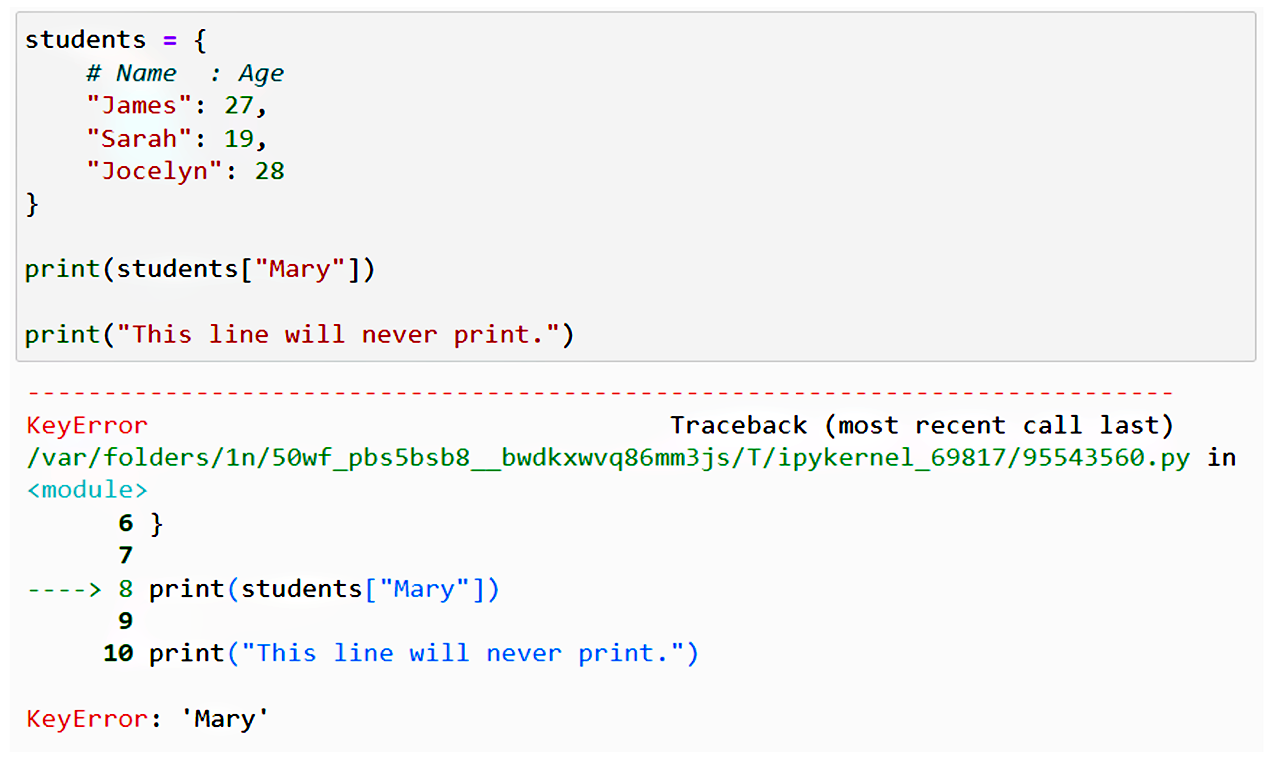 students = {
    # Name  : Age
    "James": 27,
    "Sarah": 19,
    "Jocelyn": 28
}
print(students["Mary"])
print("This line will never print.")
---------------------------------------------------------------------------
KeyError                                  Traceback (most recent call last)
/var/folders/1n/50wf_pbs5bsb8__bwdkxwvq86mm3js/T/ipykernel_69817/95543560.py in
<module>
      6 }
      7
----> 8 print(students["Mary"])
      9
     10 print("This line will never print.")
KeyError: 'Mary'